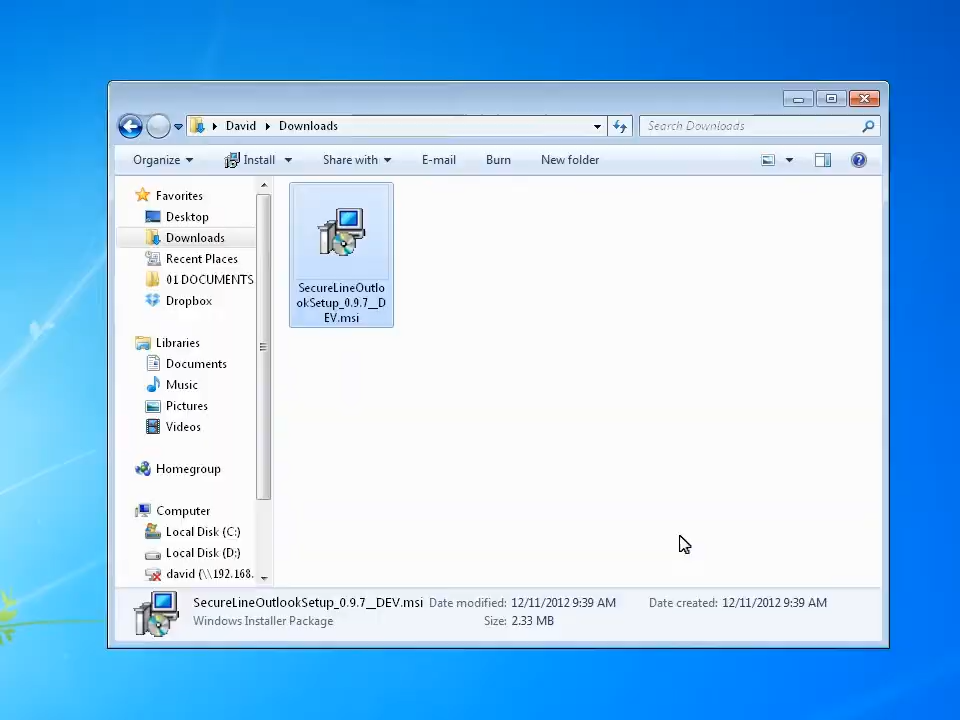 David
Downloads
Search Downloads
Organize
Install
Share with
E-mail
Burn
New folder
Favorites
Desktop
Downloads
Recent Places
01 DOCUMENTS
Dropbox
Libraries
Documents
Music
Pictures
Videos
Homegroup
Computer
Local Disk (C:)
Local Disk (D:)
david (\\192.168.
SecureLineOutlo
okSetup_0.9.7__D
EV.msi
SecureLineOutlookSetup_0.9.7__DEV.msi Date modified: 12/11/2012 9:39 AM Date created: 12/11/2012 9:39 AM
Windows Installer Package Size: 2.33 MB